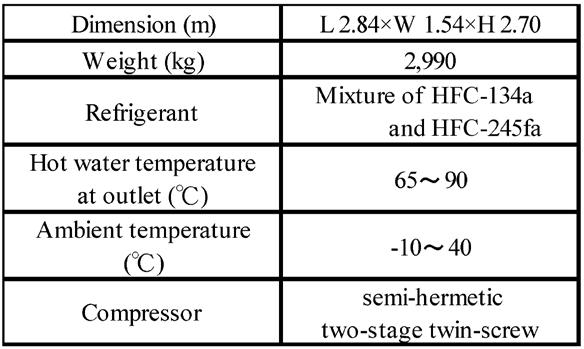 Dimension (m) L 2.84×W 1.54×H 2.70
Weight (kg) 2,990
Refrigerant Mixture of HFC-134a
and HFC-245fa
Hot water temperature
at outlet (℃) 65～90
Ambient temperature
(℃) -10～40
Compressor semi-hermetic
two-stage twin-screw